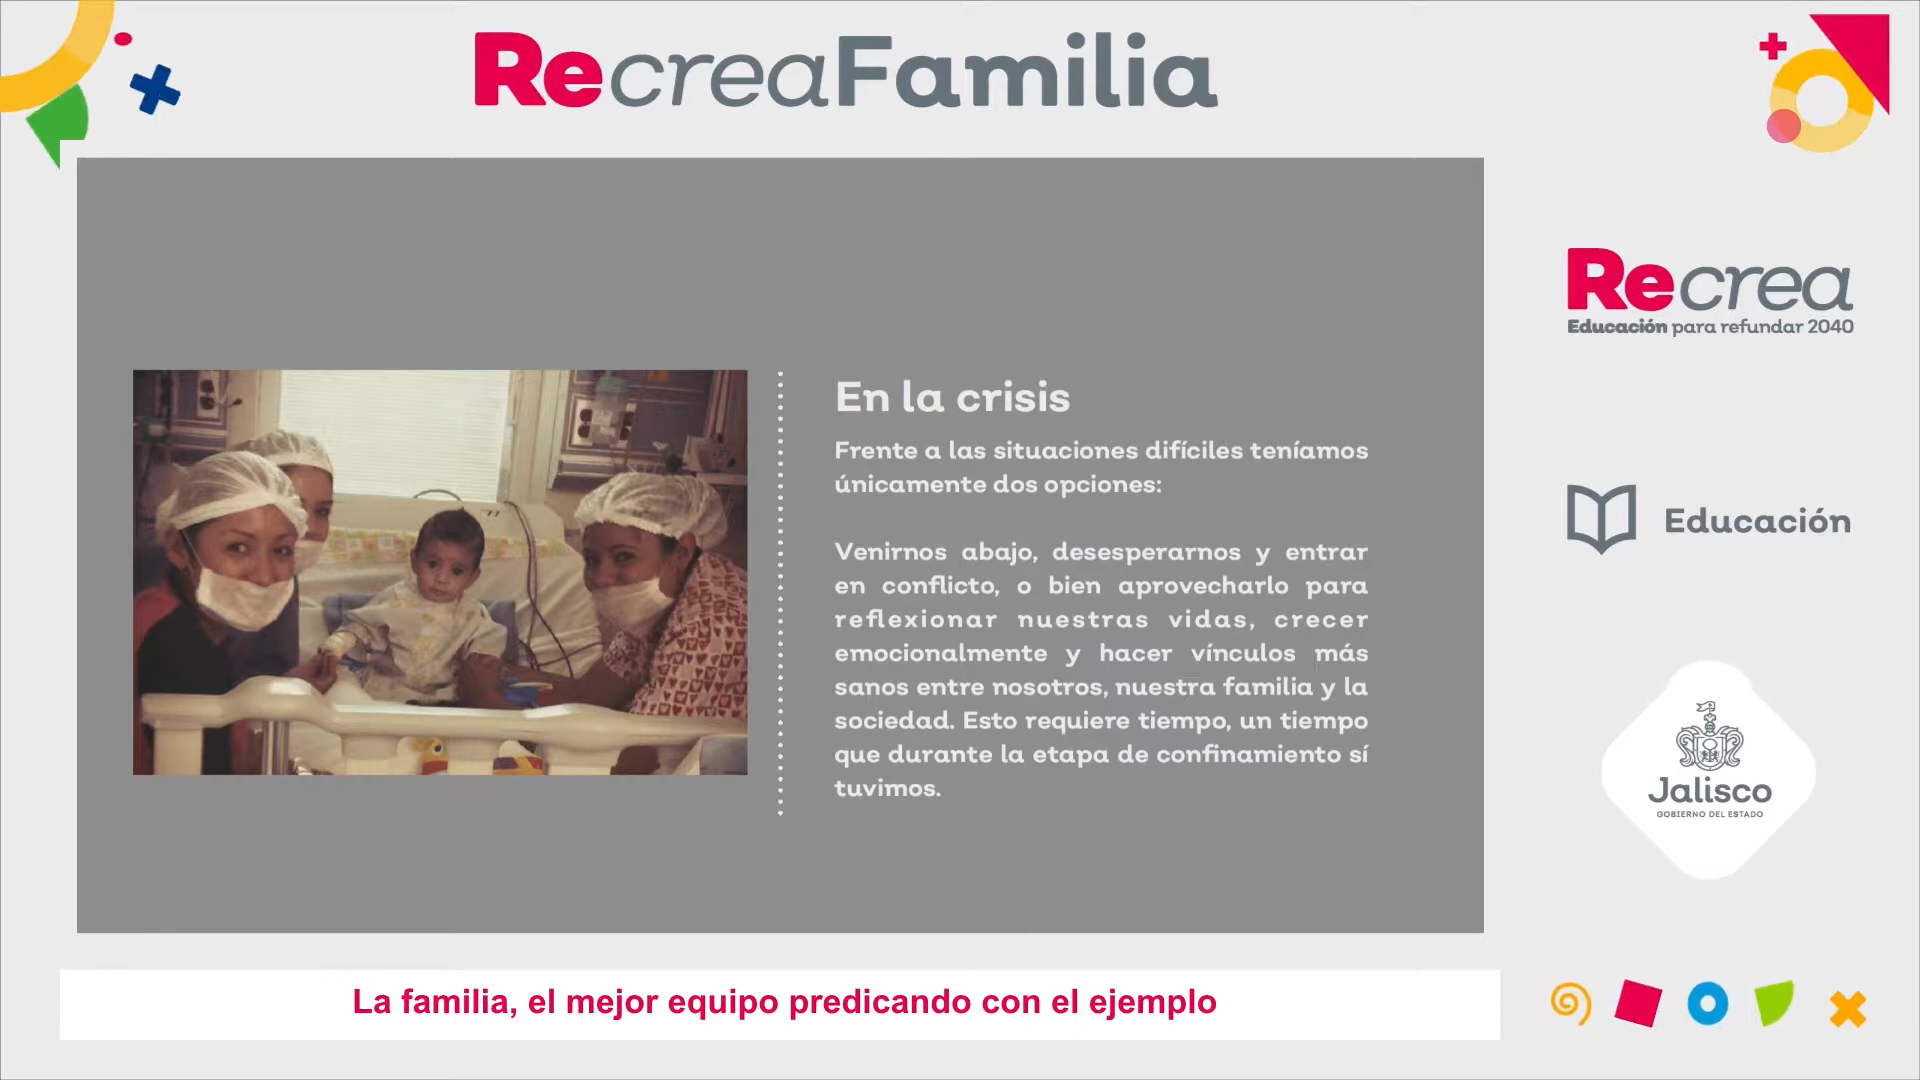 RecreaFamilia
En la crisis
Frente a las situaciones difíciles teníamos
únicamente dos opciones:
Venirnos abajo, desesperarnos y entrar
en conflicto, o bien aprovecharlo para
reflexionar nuestras vidas, crecer
emocionalmente y hacer vínculos más
sanos entre nosotros, nuestra familia y la
sociedad. Esto requiere tiempo, un tiempo
que durante la etapa de confinamiento sí
tuvimos.
Recrea
Educación para refundar 2040
Educación
Jalisco
GOBIERNO DEL ESTADO
La familia, el mejor equipo predicando con el ejemplo